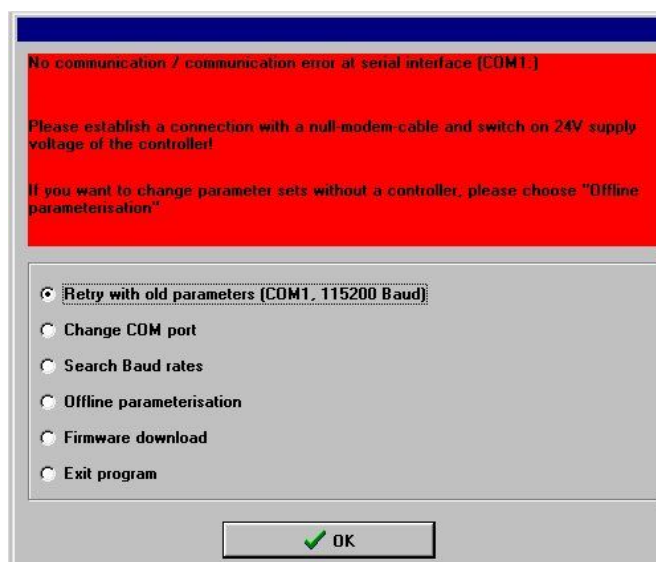 No communication / communication error at serial interface (COM1:)
Please establish a connection with a null-modem-cable and switch on 24V supply
voltage of the controller!
If you want to change parameter sets without a controller, please choose "Offline
parameterisation"
Retry with old parameters (COM1, 115200 Baud)
Change COM port
Search Baud rates
Offline parameterisation
Firmware download
Exit program
OK